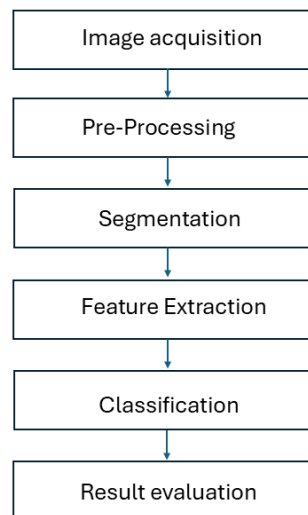 Image acquisition
Pre-Processing
Segmentation
Feature Extraction
Classification
Result evaluation